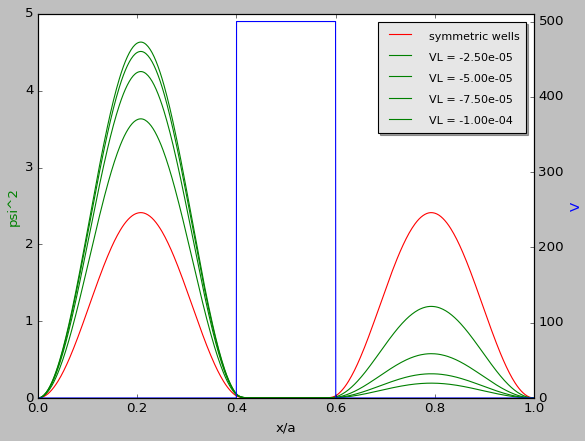 5
4
3
2
1
0
psi^2
500
400
300
200
100
0
V
symmetric wells
VL = -2.50e-05
VL = -5.00e-05
VL = -7.50e-05
VL = -1.00e-04
0.0 0.2 0.4 0.6 0.8 1.0
x/a